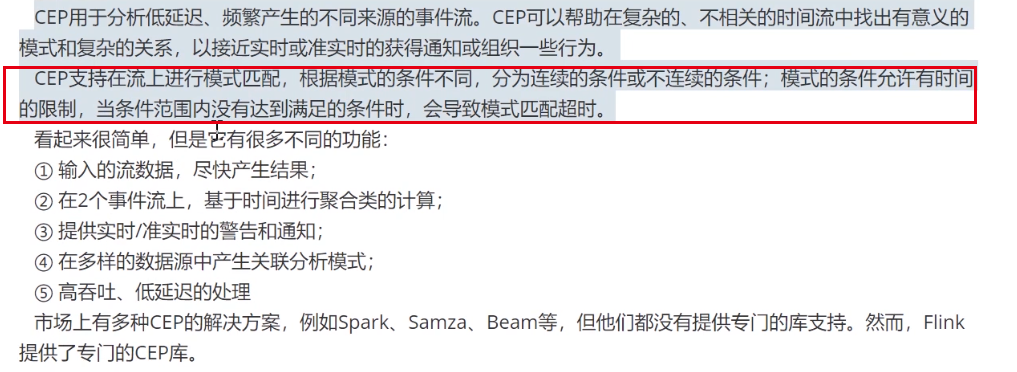 CEP用于分析低延迟、频繁产生的不同来源的事件流。CEP可以帮助在复杂的、不相关的时间流中找出有意义的
模式和复杂的关系，以接近实时或准实时的获得通知或组织一些行为。
CEP支持在流上进行模式匹配，根据模式的条件不同，分为连续的条件或不连续的条件；模式的条件允许有时间
的限制，当条件范围内没有达到满足的条件时，会导致模式匹配超时。
看起来很简单，但是它有很多不同的功能：
① 输入的流数据，尽快产生结果；
② 在2个事件流上，基于时间进行聚合类的计算；
③ 提供实时/准实时的警告和通知；
④ 在多样的数据源中产生关联分析模式；
⑤ 高吞吐、低延迟的处理
市场上有多种CEP的解决方案，例如Spark、Samza、Beam等，但他们都没有提供专门的库支持。然而，Flink
提供了专门的CEP库。